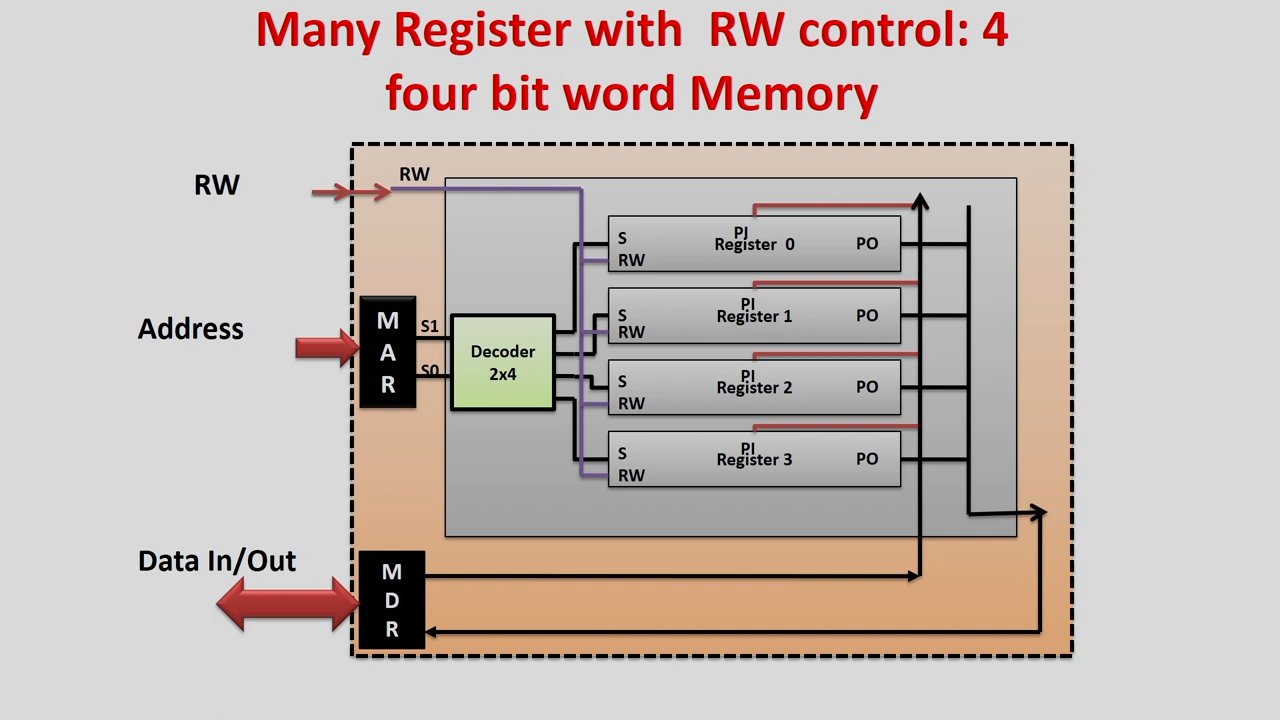 Many Register with RW control: 4
four bit word Memory
RW
RW
PI
S
Register 0
PO
RW
PI
S
Register 1
PO
RW
Address
M
A
R
S1
S0
Decoder
2x4
PI
S
Register 2
PO
RW
PI
S
Register 3
PO
RW
Data In/Out
M
D
R